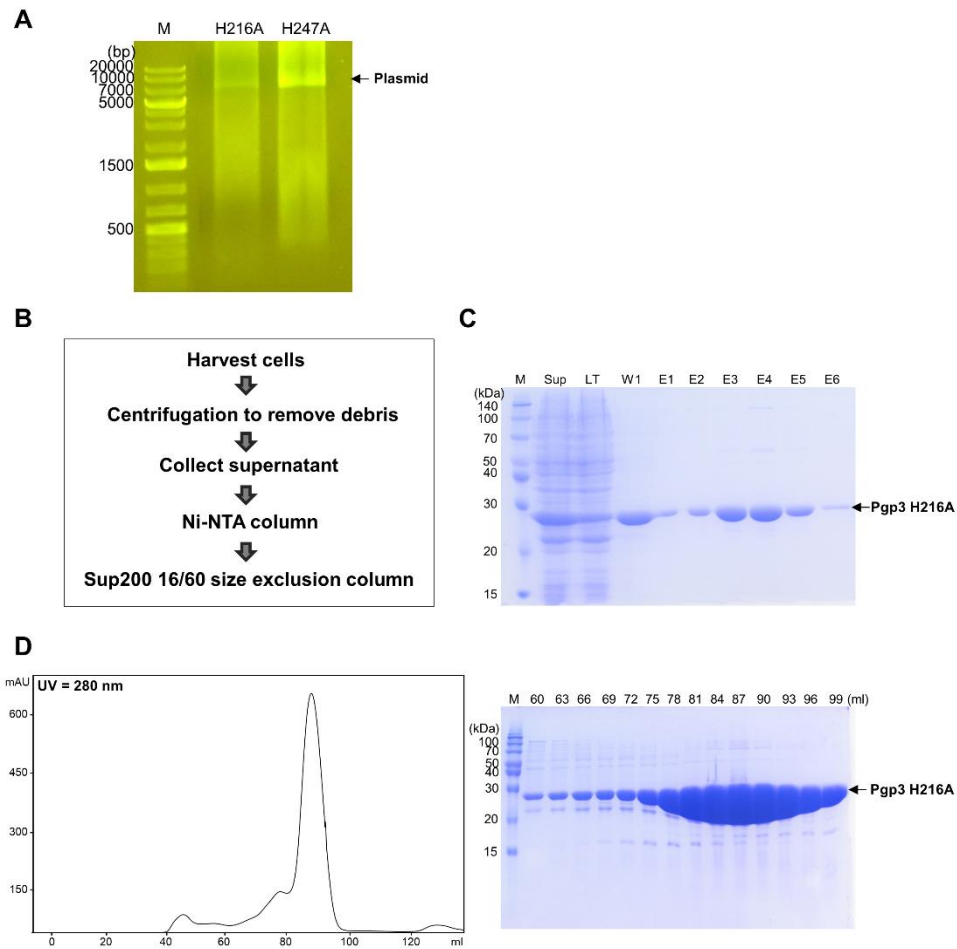 A
M H216A H247A
(bp)
20000
10000
7000
5000
1500
500
Plasmid
B
Harvest cells
Centrifugation to remove debris
Collect supernatant
Ni-NTA column
Sup200 16/60 size exclusion column
C
M Sup LT W1 E1 E2 E3 E4 E5 E6
(kDa)
140
100
70
50
40
30
20
15
Pgp3 H216A
D
mAU
UV = 280 nm
600
450
300
150
0 20 40 60 80 100 120 ml
M 60 63 66 69 72 75 78 81 84 87 90 93 96 99 (ml)
(kDa)
100
70
50
40
30
20
15
Pgp3 H216A